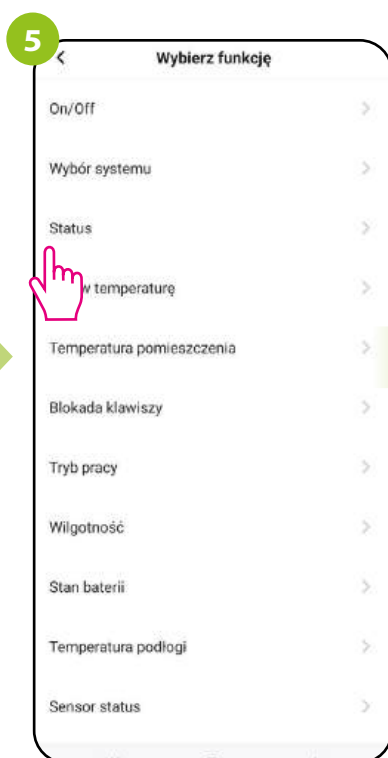 5
Wybierz funkcję
On/Off
Wybór systemu
Status
temperaturę
Temperatura pomieszczenia
Blokada klawiszy
Tryb pracy
Wilgotność
Stan baterii
Temperatura podłogi
Sensor status